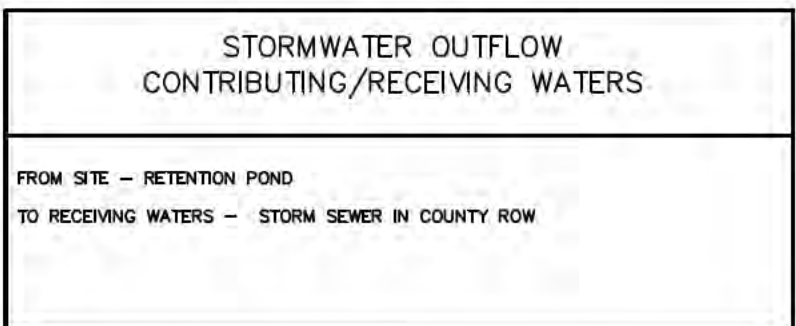 STORMWATER OUTFLOW
CONTRIBUTING/RECEIVING WATERS
FROM SITE – RETENTION POND
TO RECEIVING WATERS – STORM SEWER IN COUNTY ROW